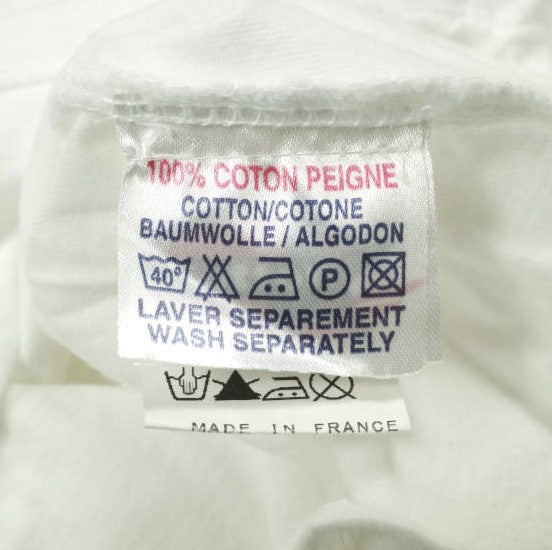 100% COTON PEIGNE
COTTON/COTONE
BAUMWOLLE / ALGODON
40° P
LAVER SEPAREMENT
WASH SEPARATELY
MADE IN FRANCE